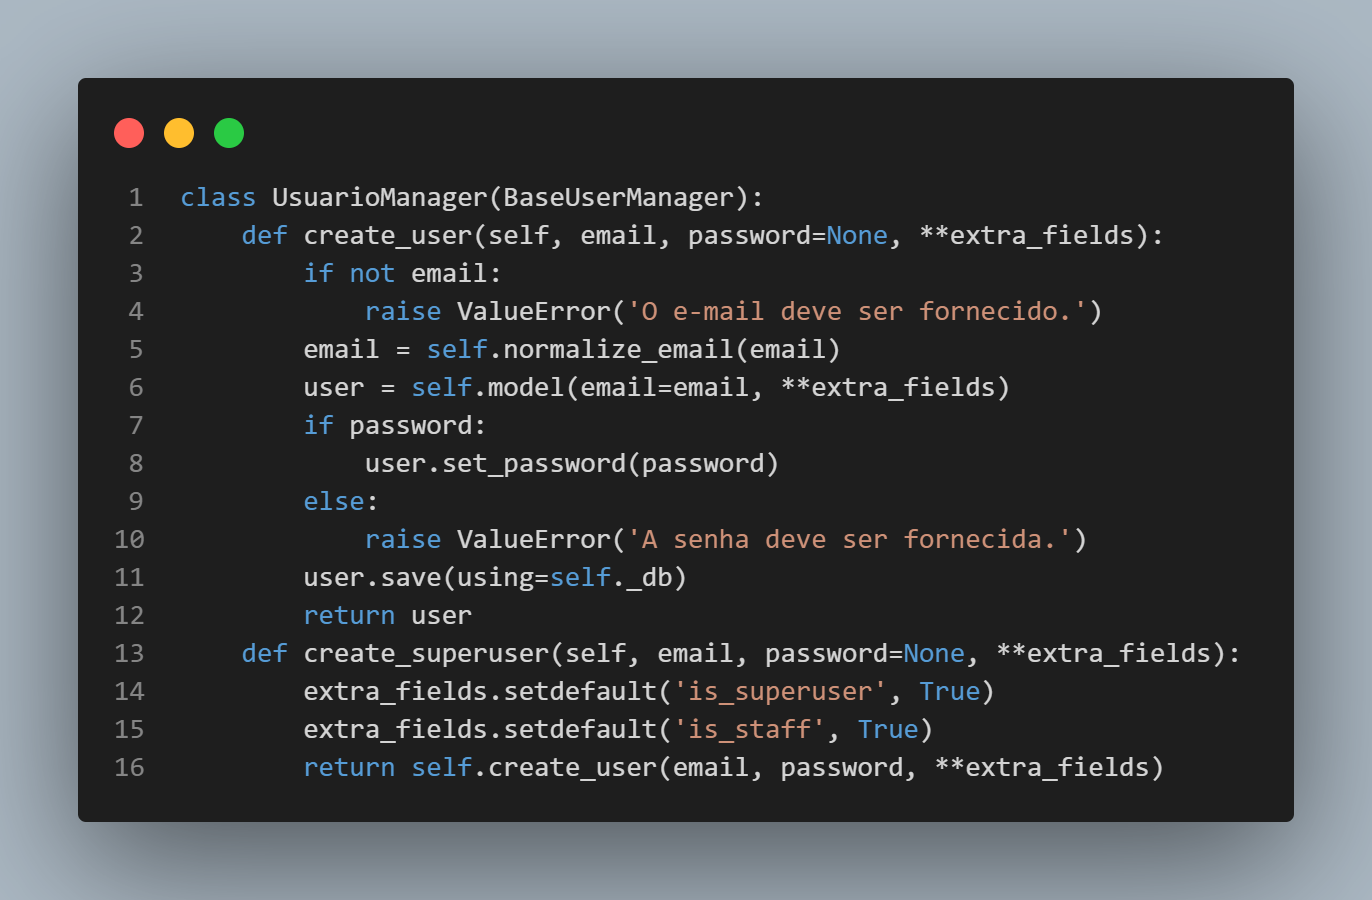 1 class UsuarioManager(BaseUserManager):
2     def create_user(self, email, password=None, **extra_fields):
3         if not email:
4             raise ValueError('O e-mail deve ser fornecido.')
5         email = self.normalize_email(email)
6         user = self.model(email=email, **extra_fields)
7         if password:
8             user.set_password(password)
9         else:
10             raise ValueError('A senha deve ser fornecida.')
11         user.save(using=self._db)
12         return user
13     def create_superuser(self, email, password=None, **extra_fields):
14         extra_fields.setdefault('is_superuser', True)
15         extra_fields.setdefault('is_staff', True)
16         return self.create_user(email, password, **extra_fields)